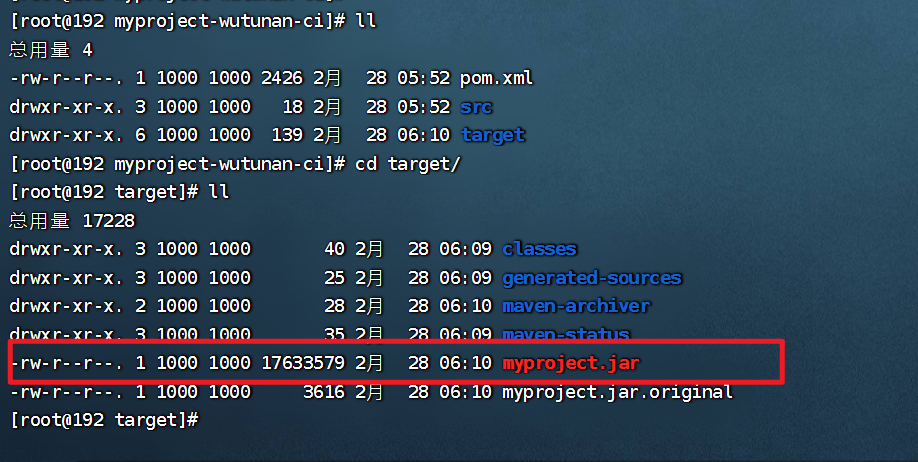 [root@192 myproject-wutunan-ci]# ll
总用量 4
-rw-r--r--. 1 1000 1000 2426 2月  28 05:52 pom.xml
drwxr-xr-x. 3 1000 1000   18 2月  28 05:52 src
drwxr-xr-x. 6 1000 1000  139 2月  28 06:10 target
[root@192 myproject-wutunan-ci]# cd target/
[root@192 target]# ll
总用量 17228
drwxr-xr-x. 3 1000 1000       40 2月  28 06:09 classes
drwxr-xr-x. 3 1000 1000       25 2月  28 06:09 generated-sources
drwxr-xr-x. 2 1000 1000       28 2月  28 06:10 maven-archiver
drwxr-xr-x. 3 1000 1000       35 2月  28 06:09 maven-status
-rw-r--r--. 1 1000 1000 17633579 2月  28 06:10 myproject.jar
-rw-r--r--. 1 1000 1000     3616 2月  28 06:10 myproject.jar.original
[root@192 target]#